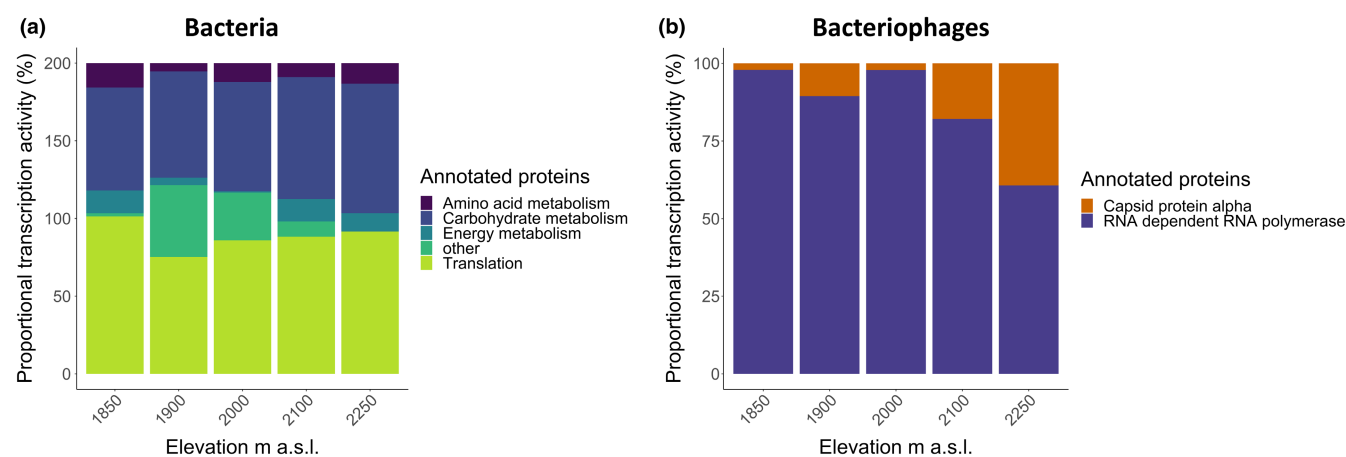 (a)
Bacteria
Proportional transcription activity (%)
200
150
100
50
0
1850
1900
2000
2100
2250
Elevation m a.s.l.
Annotated proteins
Amino acid metabolism
Carbohydrate metabolism
Energy metabolism
other
Translation
(b)
Bacteriophages
Proportional transcription activity (%)
100
75
50
25
0
1850
1900
2000
2100
2250
Elevation m a.s.l.
Annotated proteins
Capsid protein alpha
RNA dependent RNA polymerase